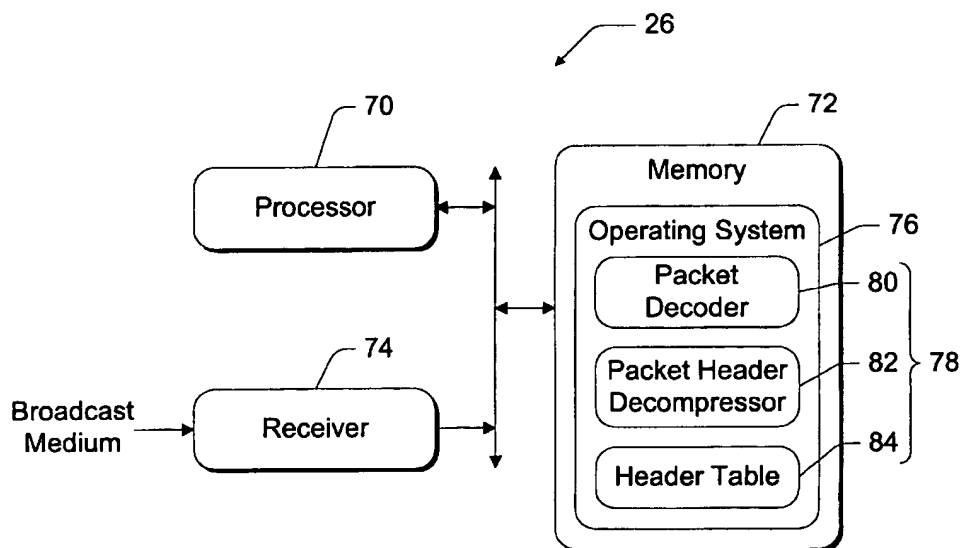 26
70
72
Memory
Processor
Operating System
76
Packet
Decoder
80
74
Packet Header
Decompressor
82
78
Broadcast
Medium
Receiver
Header Table
84